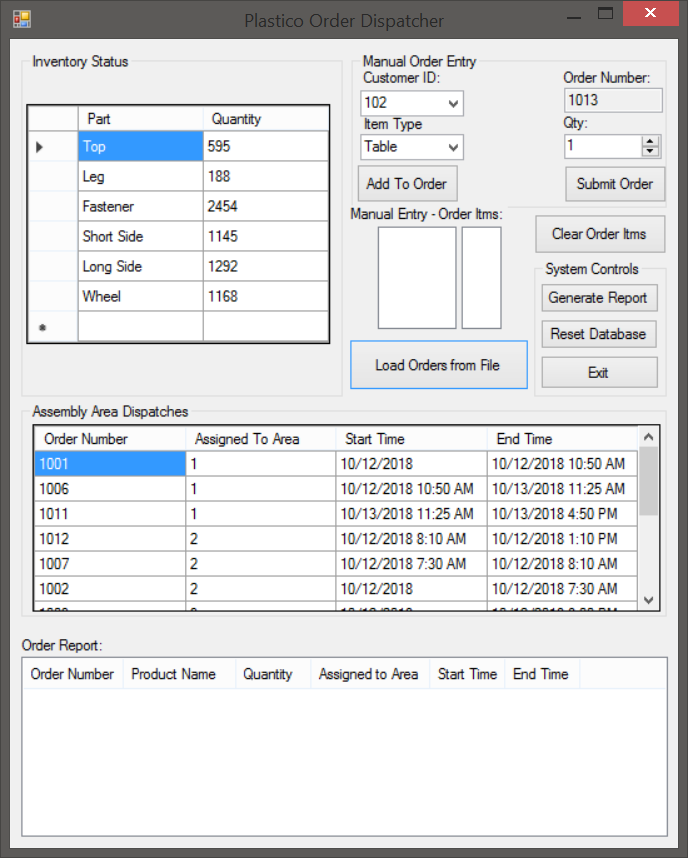 Plastico Order Dispatcher
Inventory Status
Part Quantity
Top 595
Leg 188
Fastener 2454
Short Side 1145
Long Side 1292
Wheel 1168
Manual Order Entry
Customer ID: Order Number:
102 1013
Item Type Qty:
Table 1
Add To Order Submit Order
Manual Entry - Order Itms:
Clear Order Itms
System Controls
Generate Report
Reset Database
Exit
Load Orders from File
Assembly Area Dispatches
Order Number Assigned To Area Start Time End Time
1001 1 10/12/2018 10/12/2018 10:50 AM
1006 1 10/12/2018 10:50 AM 10/13/2018 11:25 AM
1011 1 10/13/2018 11:25 AM 10/13/2018 4:50 PM
1012 2 10/12/2018 8:10 AM 10/12/2018 1:10 PM
1007 2 10/12/2018 7:30 AM 10/12/2018 8:10 AM
1002 2 10/12/2018 10/12/2018 7:30 AM
Order Report:
Order Number Product Name Quantity Assigned to Area Start Time End Time